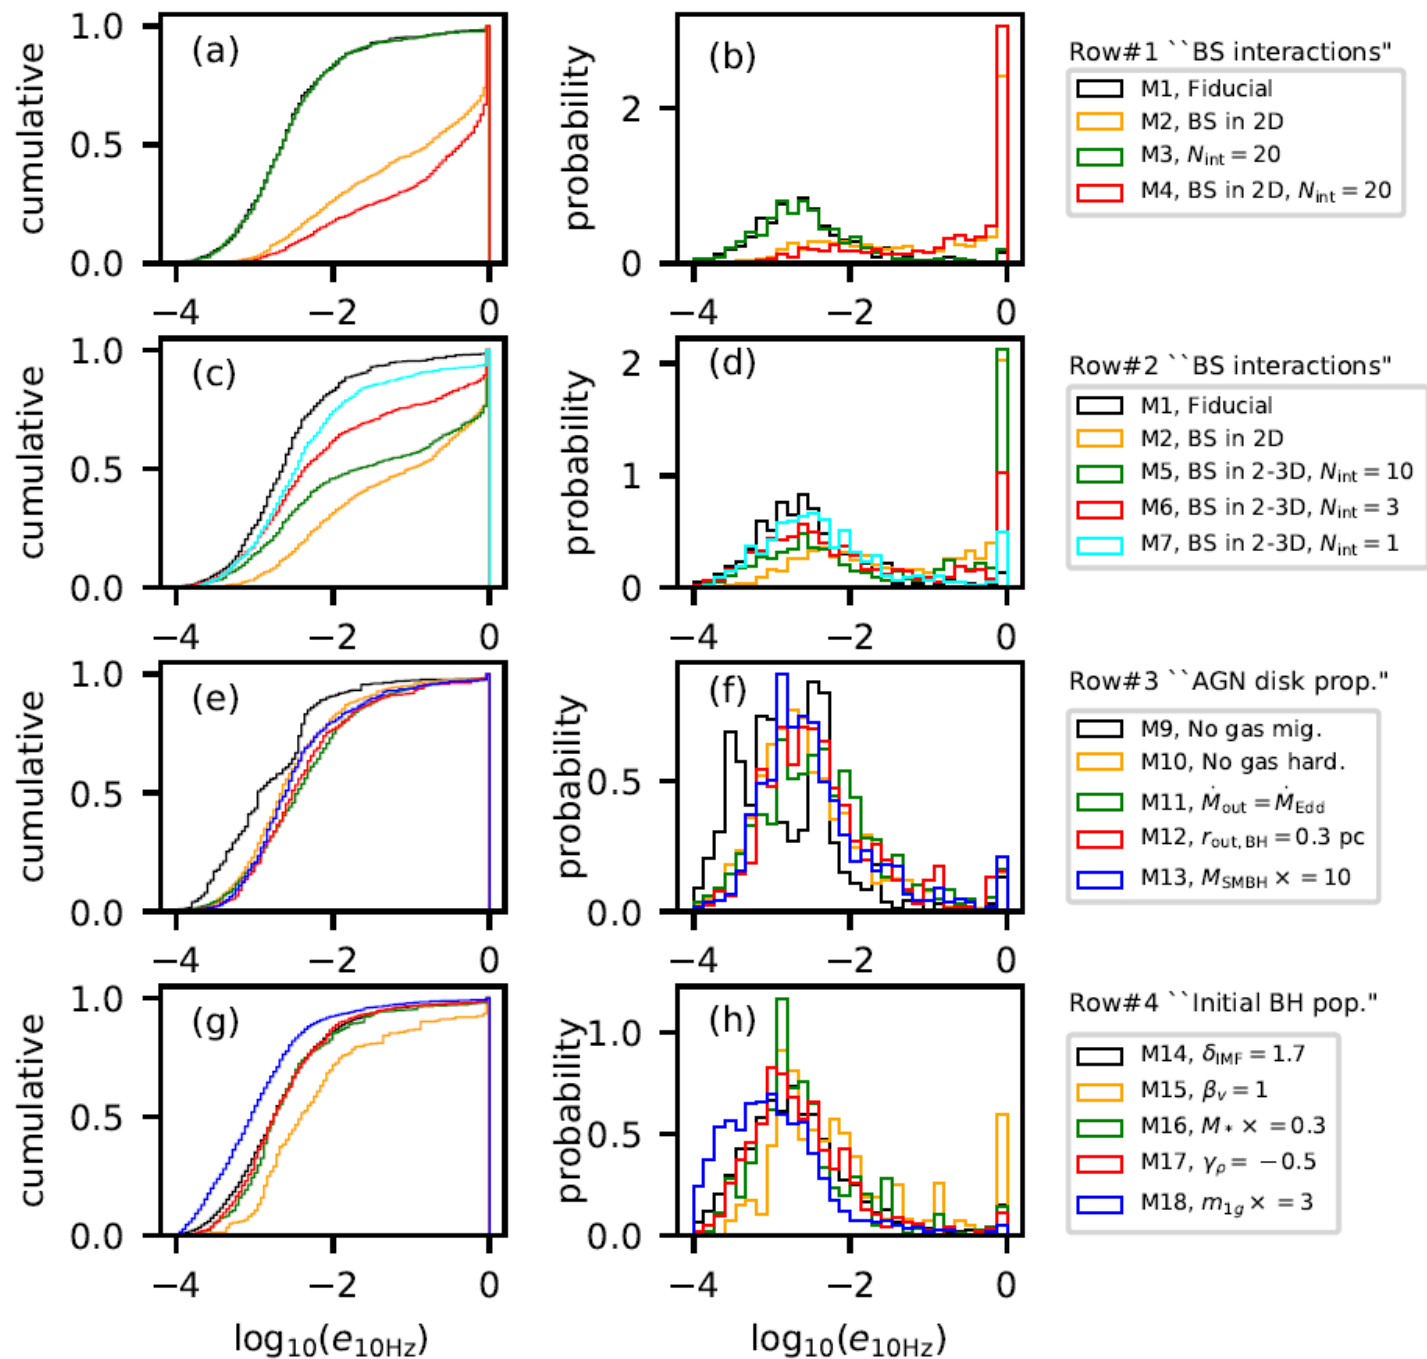 cumulative
1.0
0.5
0.0
(a)
−4
−2
0
probability
2
0
(b)
−4
−2
0
Row#1 ``BS interactions"
M1, Fiducial
M2, BS in 2D
M3, N_int = 20
M4, BS in 2D, N_int = 20
cumulative
1.0
0.5
0.0
(c)
−4
−2
0
probability
2
1
0
(d)
−4
−2
0
Row#2 ``BS interactions"
M1, Fiducial
M2, BS in 2D
M5, BS in 2-3D, N_int = 10
M6, BS in 2-3D, N_int = 3
M7, BS in 2-3D, N_int = 1
cumulative
1.0
0.5
0.0
(e)
−4
−2
0
probability
0.5
0.0
(f)
−4
−2
0
Row#3 ``AGN disk prop."
M9, No gas mig.
M10, No gas hard.
M11, Ṁ_out = Ṁ_Edd
M12, r_out,BH = 0.3 pc
M13, M_SMBH × = 10
cumulative
1.0
0.5
0.0
(g)
−4
−2
0
log₁₀(e₁₀Hz)
probability
1.0
0.5
0.0
(h)
−4
−2
0
log₁₀(e₁₀Hz)
Row#4 ``Initial BH pop."
M14, δ_IMF = 1.7
M15, β_v = 1
M16, M_* × = 0.3
M17, γ_ρ = −0.5
M18, m_1g × = 3